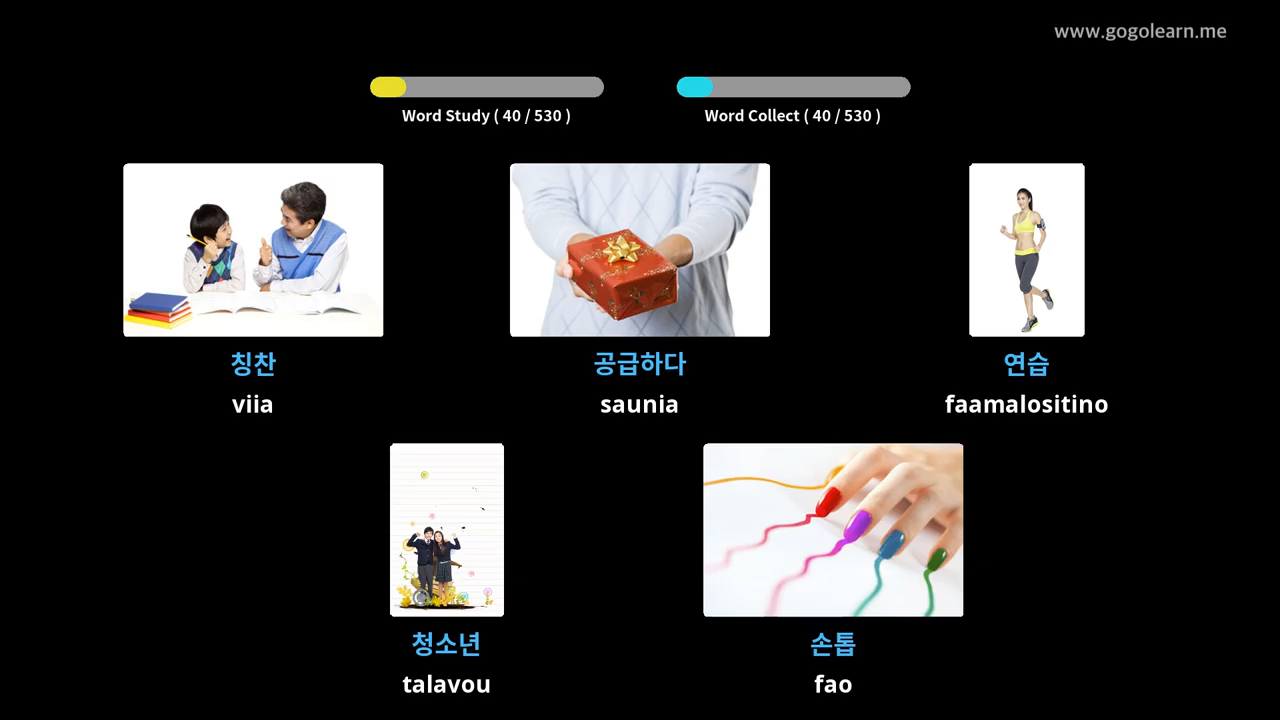 www.gogolearn.me
Word Study ( 40 / 530 )
Word Collect ( 40 / 530 )
칭찬
viia
공급하다
saunia
연습
faamalositino
청소년
talavou
손톱
fao